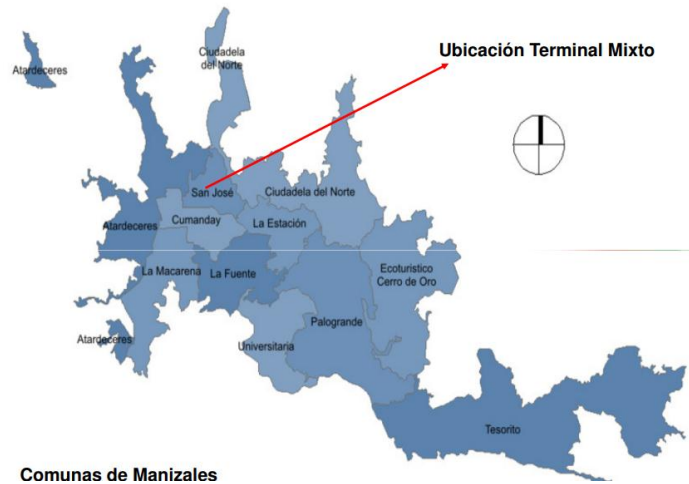 Ciudadela
del Norte
Ubicación Terminal Mixto
Atardeceres
San José
Ciudadela del Norte
Cumanday
La Estación
Atardeceres
La Macarena
La Fuente
Ecoturistico
Cerro de Oro
Palogrande
Atardeceres
Universitaria
Tesorito
Comunas de Manizales